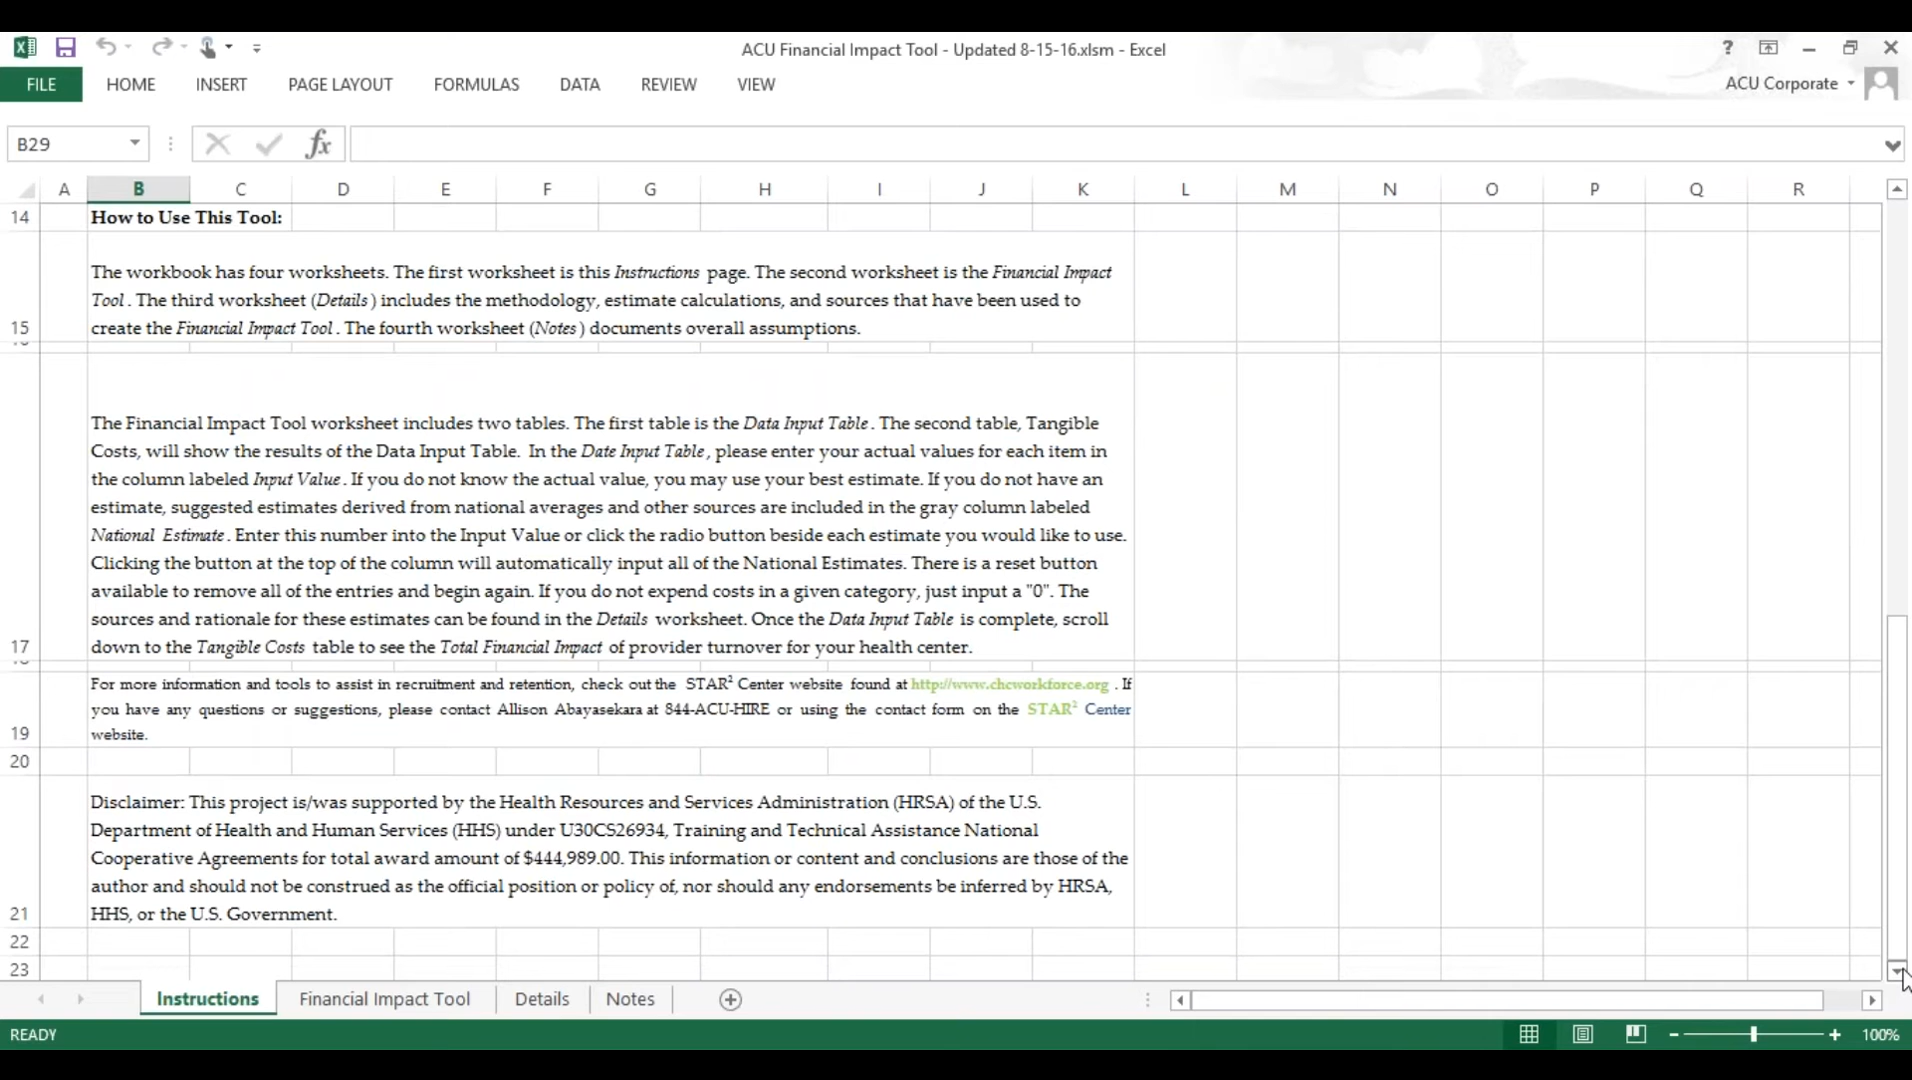 ACU Financial Impact Tool - Updated 8-15-16.xlsm - Excel
?
FILE HOME INSERT PAGE LAYOUT FORMULAS DATA REVIEW VIEW
ACU Corporate
B29
fx
A B C D E F G H I J K L M N O P Q R
14 How to Use This Tool:
The workbook has four worksheets. The first worksheet is this Instructions page. The second worksheet is the Financial Impact
Tool. The third worksheet (Details) includes the methodology, estimate calculations, and sources that have been used to
15 create the Financial Impact Tool. The fourth worksheet (Notes) documents overall assumptions.
The Financial Impact Tool worksheet includes two tables. The first table is the Data Input Table. The second table, Tangible
Costs, will show the results of the Data Input Table. In the Date Input Table, please enter your actual values for each item in
the column labeled Input Value. If you do not know the actual value, you may use your best estimate. If you do not have an
estimate, suggested estimates derived from national averages and other sources are included in the gray column labeled
National Estimate. Enter this number into the Input Value or click the radio button beside each estimate you would like to use.
Clicking the button at the top of the column will automatically input all of the National Estimates. There is a reset button
available to remove all of the entries and begin again. If you do not expend costs in a given category, just input a "0". The
sources and rationale for these estimates can be found in the Details worksheet. Once the Data Input Table is complete, scroll
17 down to the Tangible Costs table to see the Total Financial Impact of provider turnover for your health center.
For more information and tools to assist in recruitment and retention, check out the STAR² Center website found at http://www.chcworkforce.org . If
you have any questions or suggestions, please contact Allison Abayasekara at 844-ACU-HIRE or using the contact form on the STAR² Center
19 website.
20
Disclaimer: This project is/was supported by the Health Resources and Services Administration (HRSA) of the U.S.
Department of Health and Human Services (HHS) under U30CS26934, Training and Technical Assistance National
Cooperative Agreements for total award amount of $444,989.00. This information or content and conclusions are those of the
author and should not be construed as the official position or policy of, nor should any endorsements be inferred by HRSA,
21 HHS, or the U.S. Government.
22
23
Instructions Financial Impact Tool Details Notes
READY
100%